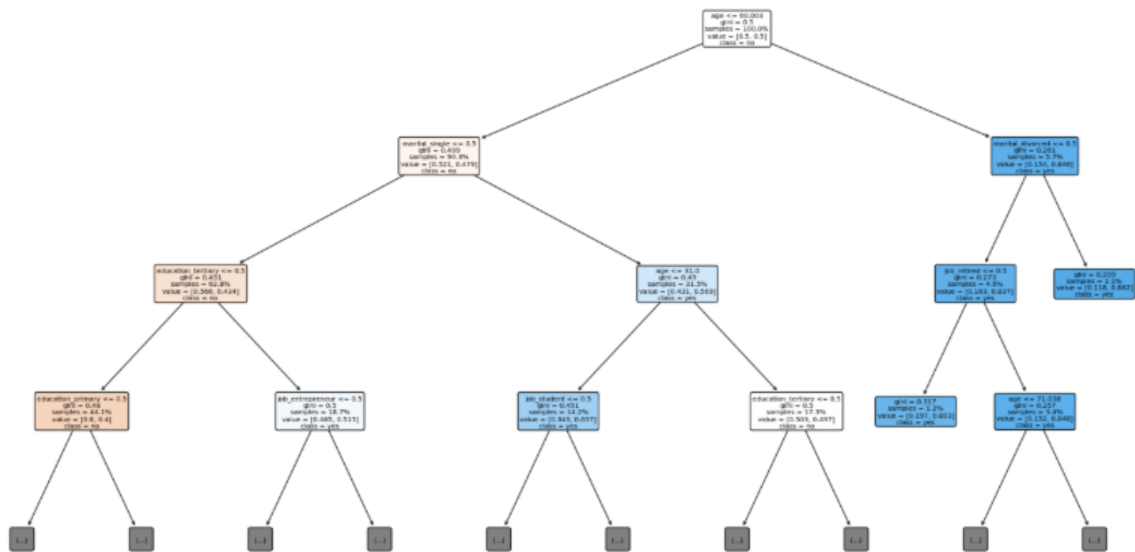 age <= 60.003
gini = 0.5
samples = 100.0%
value = [0.5, 0.5]
class = no
marital_single <= 0.5
gini = 0.499
samples = 94.3%
value = [0.521, 0.479]
class = no
marital_divorced <= 0.5
gini = 0.261
samples = 5.7%
value = [0.154, 0.846]
class = yes
education_tertiary <= 0.5
gini = 0.491
samples = 62.8%
value = [0.566, 0.434]
class = no
age <= 31.0
gini = 0.49
samples = 31.5%
value = [0.431, 0.569]
class = yes
job_retired <= 0.5
gini = 0.273
samples = 4.6%
value = [0.163, 0.837]
class = yes
gini = 0.209
samples = 1.1%
value = [0.118, 0.882]
class = yes
education_primary <= 0.5
gini = 0.48
samples = 44.1%
value = [0.6, 0.4]
class = no
job_entrepreneur <= 0.5
gini = 0.5
samples = 18.7%
value = [0.485, 0.515]
class = yes
job_student <= 0.5
gini = 0.451
samples = 14.2%
value = [0.343, 0.657]
class = yes
education_tertiary <= 0.5
gini = 0.5
samples = 17.3%
value = [0.503, 0.497]
class = no
gini = 0.317
samples = 1.2%
value = [0.197, 0.803]
class = yes
age <= 71.038
gini = 0.257
samples = 3.4%
value = [0.152, 0.848]
class = yes
(...)
(...)
(...)
(...)
(...)
(...)
(...)
(...)
(...)
(...)